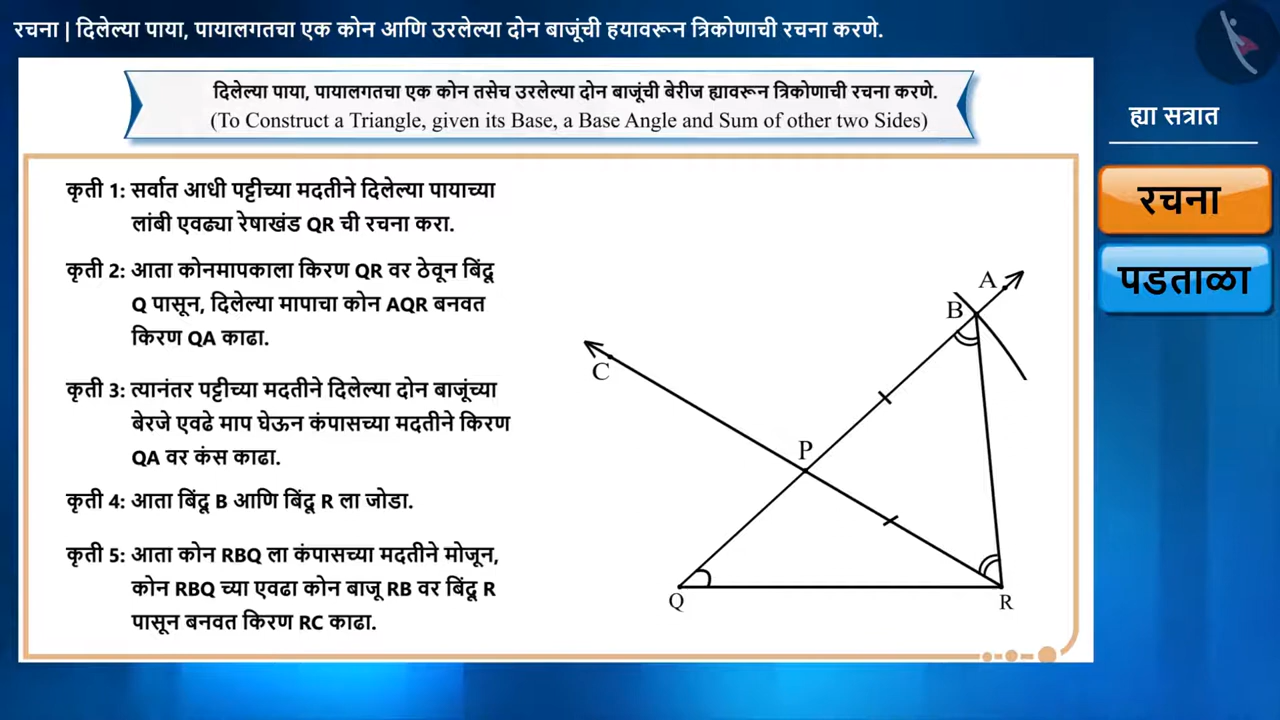 रचना | दिलेल्या पाया, पायालगतचा एक कोन आणि उरलेल्या दोन बाजूंची हयावरून त्रिकोणाची रचना करणे.
दिलेल्या पाया, पायालगतचा एक कोन तसेच उरलेल्या दोन बाजूंची बेरीज ह्यावरून त्रिकोणाची रचना करणे.
(To Construct a Triangle, given its Base, a Base Angle and Sum of other two Sides)
कृती 1: सर्वात आधी पट्टीच्या मदतीने दिलेल्या पायाच्या
लांबी एवढ्या रेषाखंड QR ची रचना करा.
कृती 2: आता कोनमापकाला किरण QR वर ठेवून बिंदू
Q पासून, दिलेल्या मापाचा कोन AQR बनवत
किरण QA काढा.
कृती 3: त्यानंतर पट्टीच्या मदतीने दिलेल्या दोन बाजूंच्या
बेरजे एवढे माप घेऊन कंपासच्या मदतीने किरण
QA वर कंस काढा.
कृती 4: आता बिंदू B आणि बिंदू R ला जोडा.
कृती 5: आता कोन RBQ ला कंपासच्या मदतीने मोजून,
कोन RBQ च्या एवढा कोन बाजू RB वर बिंदू R
पासून बनवत किरण RC काढा.
A
B
C
P
Q
R
ह्या सत्रात
रचना
पडताळा